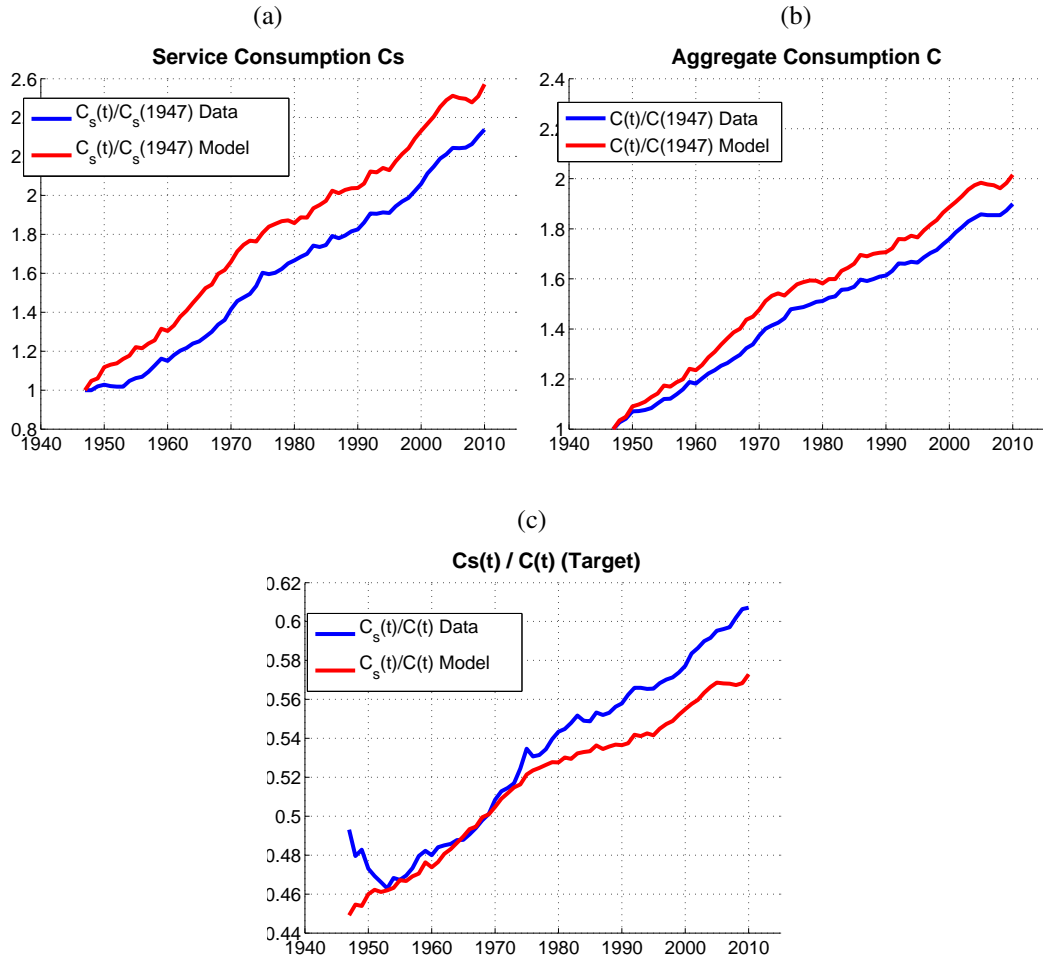 (a)
Service Consumption Cs
2.6
2.
2.
2
1.8
1.6
1.4
1.2
1
0.8
1940 1950 1960 1970 1980 1990 2000 2010
C_s(t)/C_s(1947) Data
C_s(t)/C_s(1947) Model
(b)
Aggregate Consumption C
2.4
2.2
2
1.8
1.6
1.4
1.2
1
1940 1950 1960 1970 1980 1990 2000 2010
C(t)/C(1947) Data
C(t)/C(1947) Model
(c)
Cs(t) / C(t) (Target)
0.62
0.6
0.58
0.56
0.54
0.52
0.5
0.48
0.46
0.44
1940 1950 1960 1970 1980 1990 2000 2010
C_s(t)/C(t) Data
C_s(t)/C(t) Model